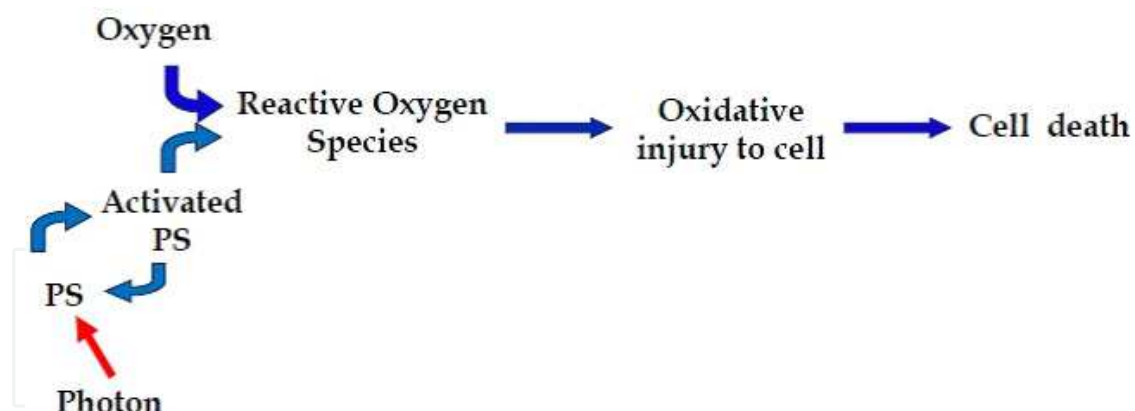 Oxygen
Reactive Oxygen
Species
Oxidative
injury to cell
Cell death
Activated
PS
PS
Photon